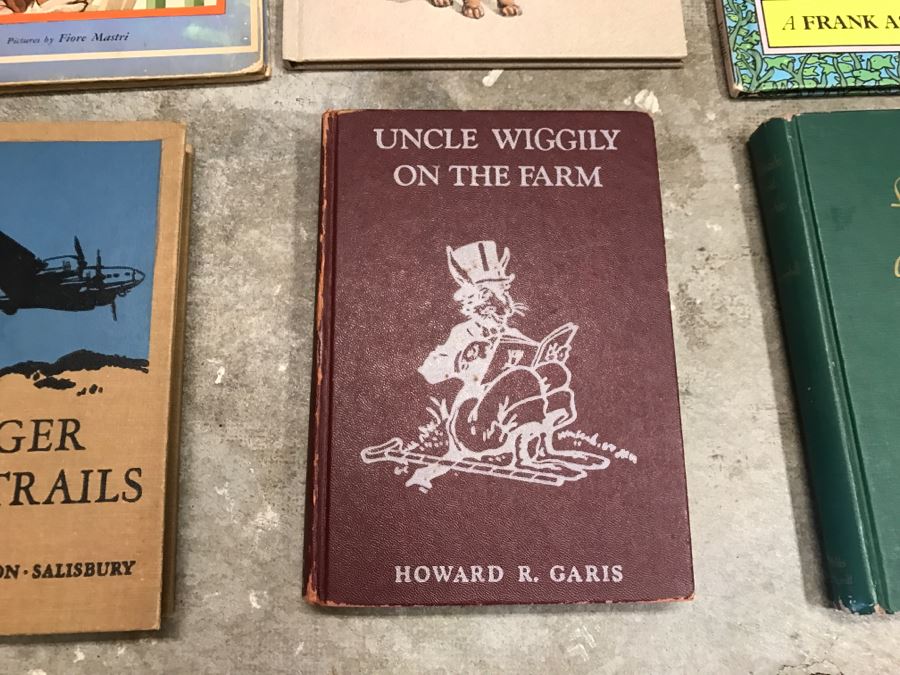 Pictures by Fiore Mastri
A FRANK AS
UNCLE WIGGILY
ON THE FARM
HOWARD R. GARIS
GER
TRAILS
ON · SALISBURY